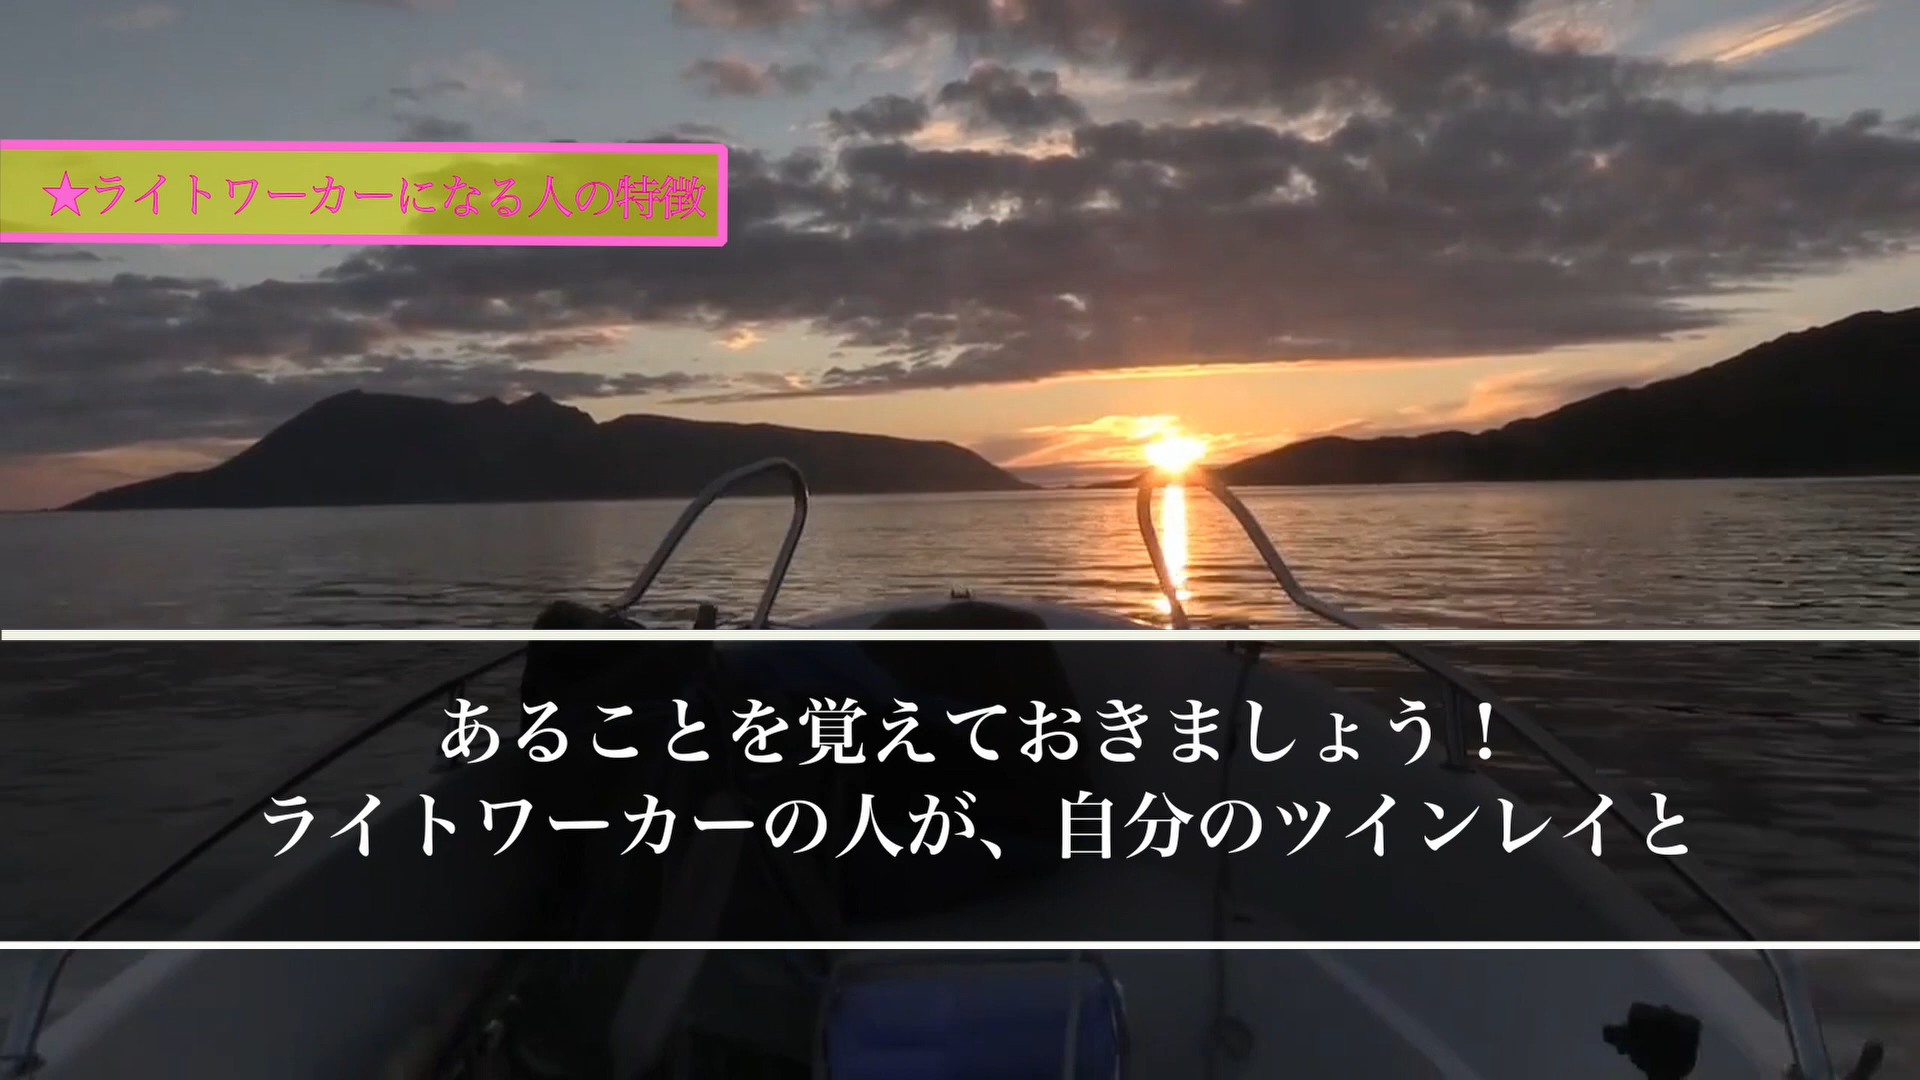 ★ライトワーカーになる人の特徴
あることを覚えておきましょう！
ライトワーカーの人が、自分のツインレイと